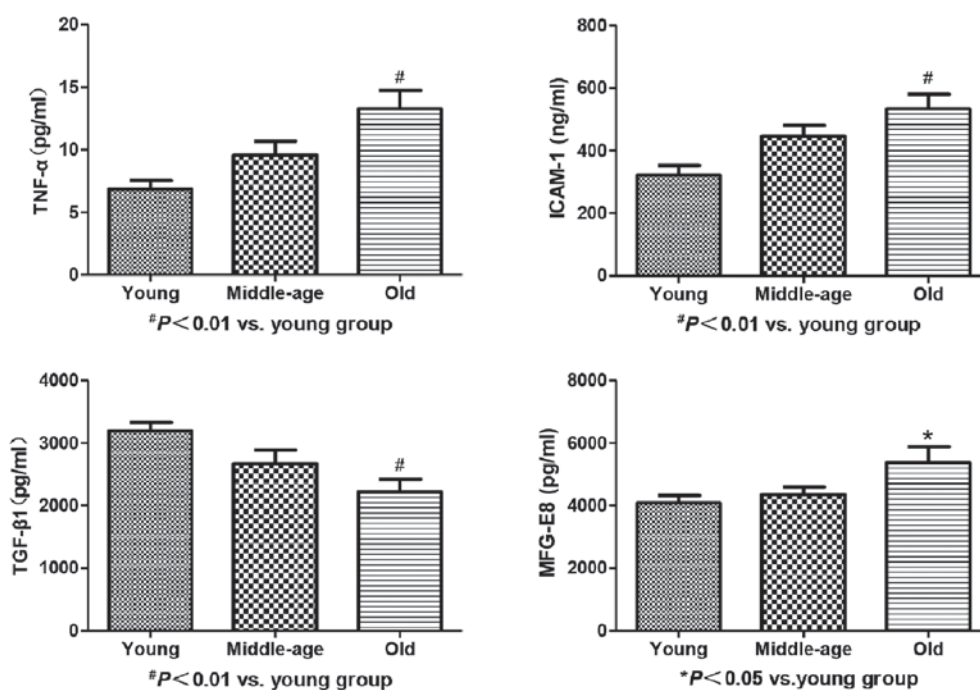 TNF-α (pg/ml)
20
15
10
5
0
#
Young Middle-age Old
#P＜0.01 vs. young group
ICAM-1 (ng/ml)
800
600
400
200
0
#
Young Middle-age Old
#P＜0.01 vs. young group
TGF-β1 (pg/ml)
4000
3000
2000
1000
0
#
Young Middle-age Old
#P＜0.01 vs. young group
MFG-E8 (pg/ml)
8000
6000
4000
2000
0
*
Young Middle-age Old
*P＜0.05 vs.young group